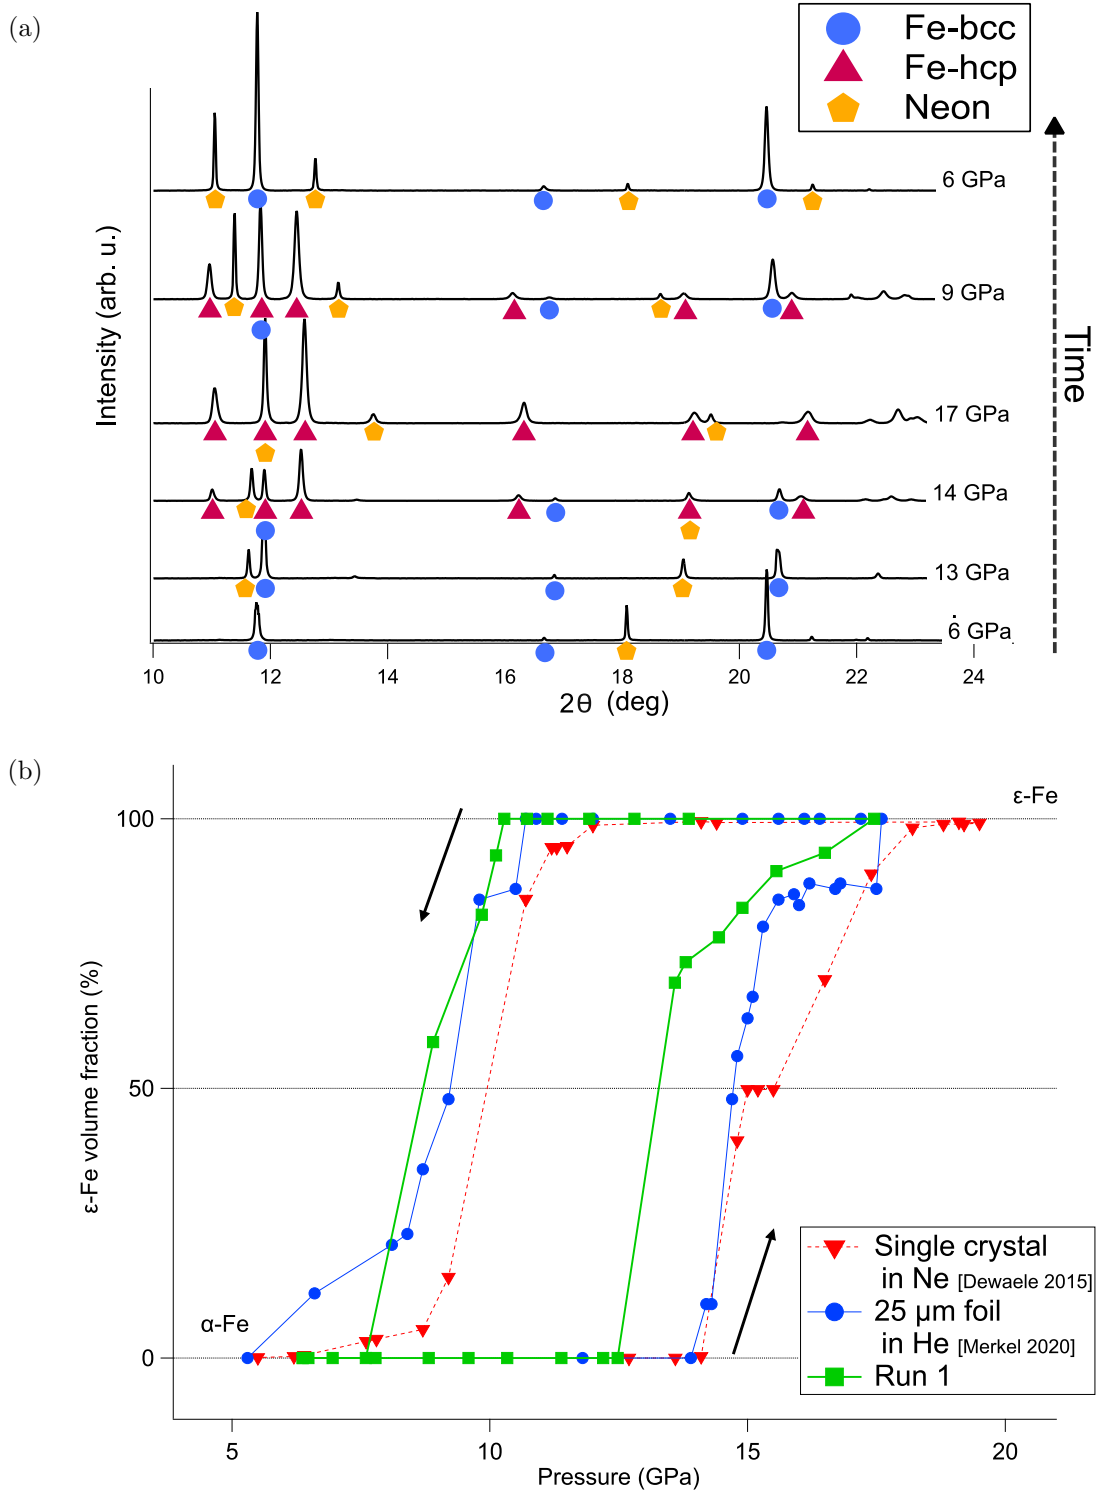 (a)
Fe-bcc
Fe-hcp
Neon
Intensity (arb. u.)
6 GPa
9 GPa
17 GPa
14 GPa
13 GPa
6 GPa
Time
10 12 14 16 18 20 22 24
2θ (deg)
(b)
ε-Fe
100
50
0
ε-Fe volume fraction (%)
α-Fe
Single crystal
in Ne [Dewaele 2015]
25 µm foil
in He [Merkel 2020]
Run 1
5 10 15 20
Pressure (GPa)